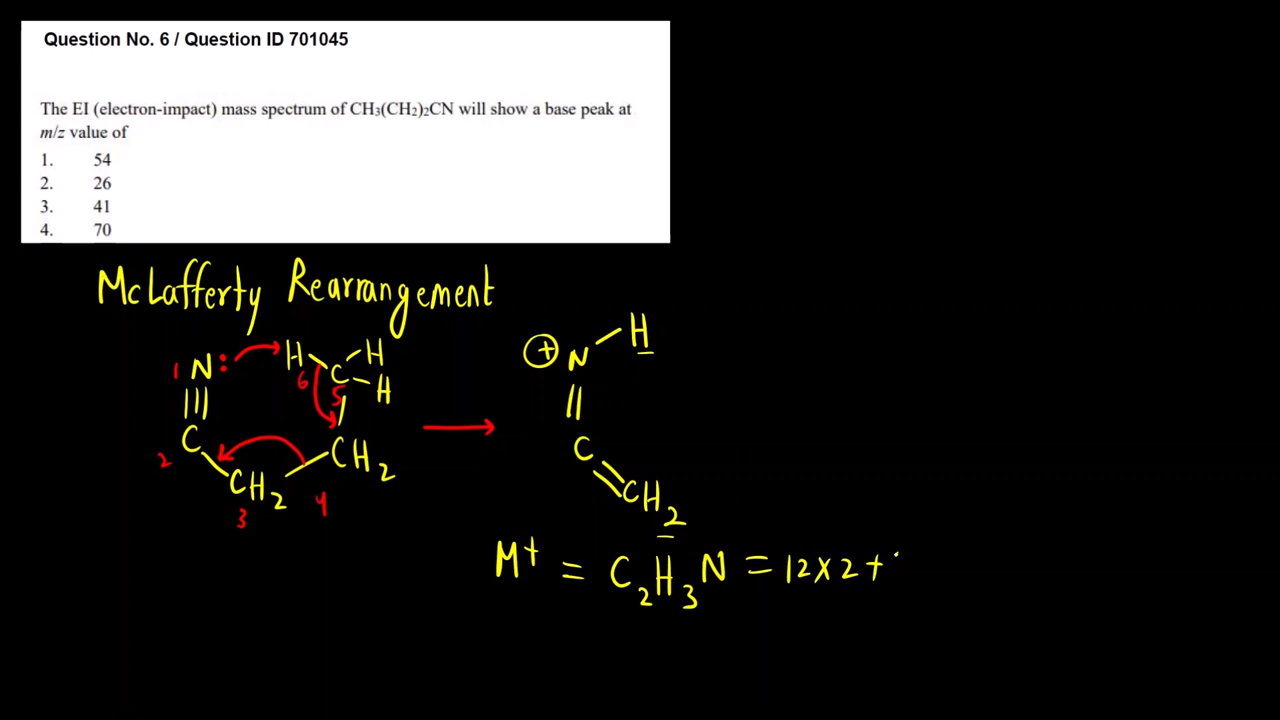 Question No. 6 / Question ID 701045
The EI (electron-impact) mass spectrum of CH₃(CH₂)₂CN will show a base peak at
m/z value of
1. 54
2. 26
3. 41
4. 70
McLafferty Rearrangement
1 N : H H
6 C H
5
C
2 CH₂
CH₂
3 4
⊕ N H
C
CH₂
M⁺ = C₂H₃N = 12×2+